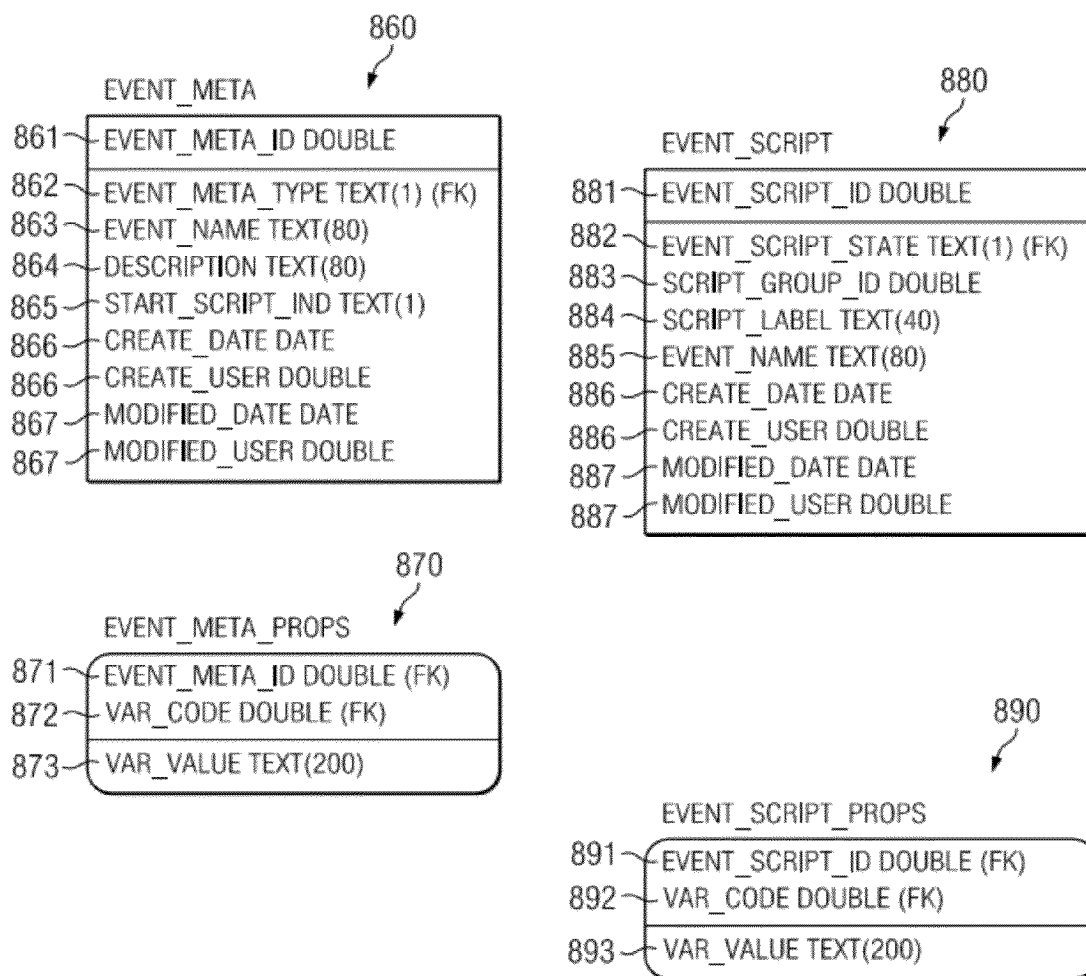 860
EVENT_META
861 EVENT_META_ID DOUBLE
862 EVENT_META_TYPE TEXT(1) (FK)
863 EVENT_NAME TEXT(80)
864 DESCRIPTION TEXT(80)
865 START_SCRIPT_IND TEXT(1)
866 CREATE_DATE DATE
866 CREATE_USER DOUBLE
867 MODIFIED_DATE DATE
867 MODIFIED_USER DOUBLE
880
EVENT_SCRIPT
881 EVENT_SCRIPT_ID DOUBLE
882 EVENT_SCRIPT_STATE TEXT(1) (FK)
883 SCRIPT_GROUP_ID DOUBLE
884 SCRIPT_LABEL TEXT(40)
885 EVENT_NAME TEXT(80)
886 CREATE_DATE DATE
886 CREATE_USER DOUBLE
887 MODIFIED_DATE DATE
887 MODIFIED_USER DOUBLE
870
EVENT_META_PROPS
871 EVENT_META_ID DOUBLE (FK)
872 VAR_CODE DOUBLE (FK)
873 VAR_VALUE TEXT(200)
890
EVENT_SCRIPT_PROPS
891 EVENT_SCRIPT_ID DOUBLE (FK)
892 VAR_CODE DOUBLE (FK)
893 VAR_VALUE TEXT(200)